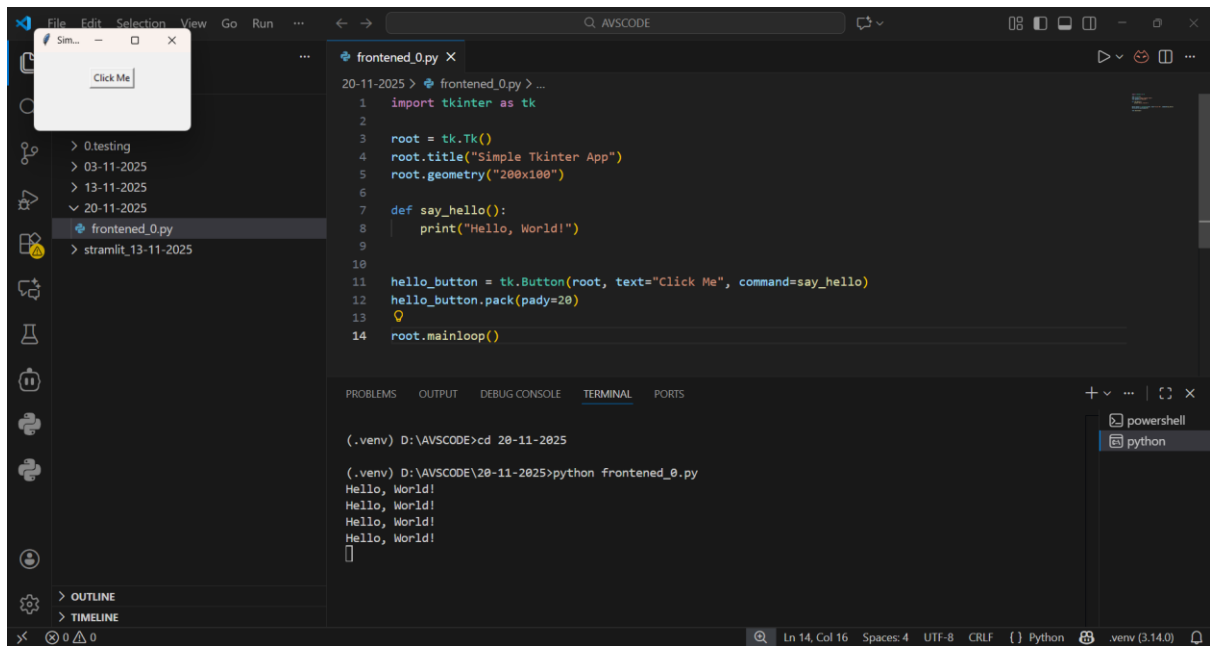 File Edit Selection View Go Run ··· AVSCODE
Sim...
Click Me
frontened_0.py
20-11-2025 > frontened_0.py > ...
1 import tkinter as tk
2
3 root = tk.Tk()
4 root.title("Simple Tkinter App")
5 root.geometry("200x100")
6
7 def say_hello():
8 print("Hello, World!")
9
10
11 hello_button = tk.Button(root, text="Click Me", command=say_hello)
12 hello_button.pack(pady=20)
13
14 root.mainloop()
> 0.testing
> 03-11-2025
> 13-11-2025
20-11-2025
frontened_0.py
> stramlit_13-11-2025
> OUTLINE
> TIMELINE
PROBLEMS OUTPUT DEBUG CONSOLE TERMINAL PORTS
powershell
python
(.venv) D:\AVSCODE>cd 20-11-2025
(.venv) D:\AVSCODE\20-11-2025>python frontened_0.py
Hello, World!
Hello, World!
Hello, World!
Hello, World!
0 0 Ln 14, Col 16 Spaces: 4 UTF-8 CRLF { } Python .venv (3.14.0)